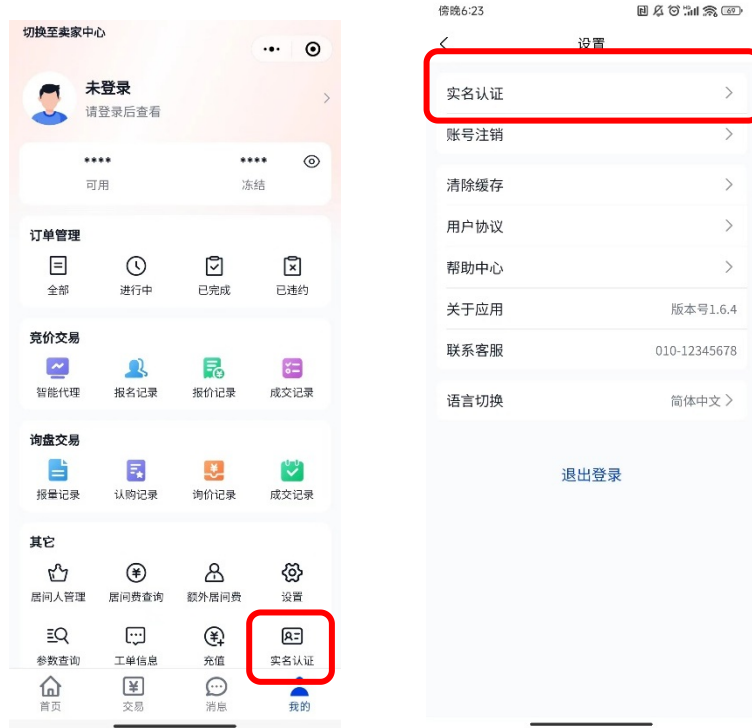 切换至卖家中心
未登录
请登录后查看
**** ****
可用 冻结
订单管理
全部 进行中 已完成 已违约
竞价交易
智能代理 报名记录 报价记录 成交记录
询盘交易
报量记录 认购记录 询价记录 成交记录
其它
居间人管理 居间费查询 额外居间费 设置
参数查询 工单信息 充值 实名认证
首页 交易 消息 我的
傍晚6:23 69
设置
实名认证
账号注销
清除缓存
用户协议
帮助中心
关于应用 版本号1.6.4
联系客服 010-12345678
语言切换 简体中文
退出登录